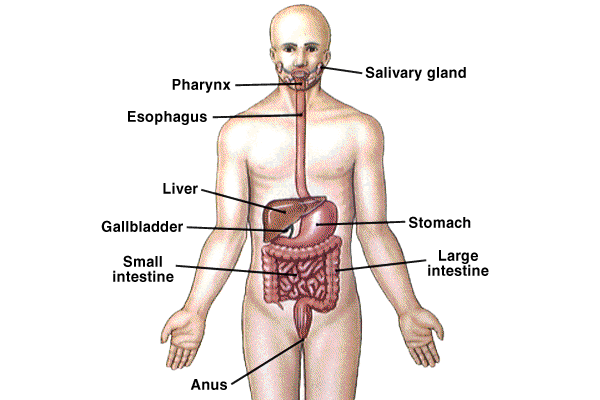 Salivary gland
Pharynx
Esophagus
Liver
Gallbladder
Stomach
Small
intestine
Large
intestine
Anus